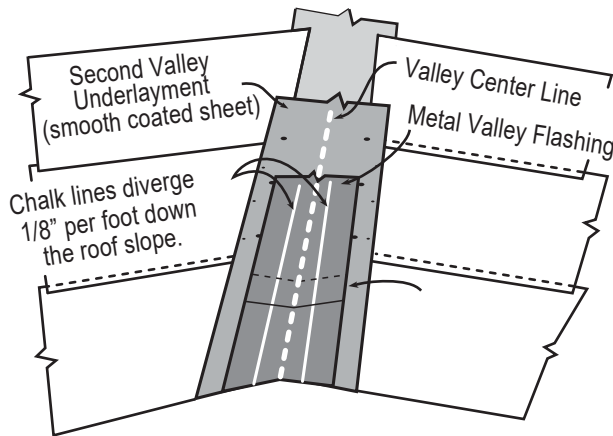 Second Valley
Underlayment
(smooth coated sheet)
Valley Center Line
Metal Valley Flashing
Chalk lines diverge
1/8” per foot down
the roof slope.